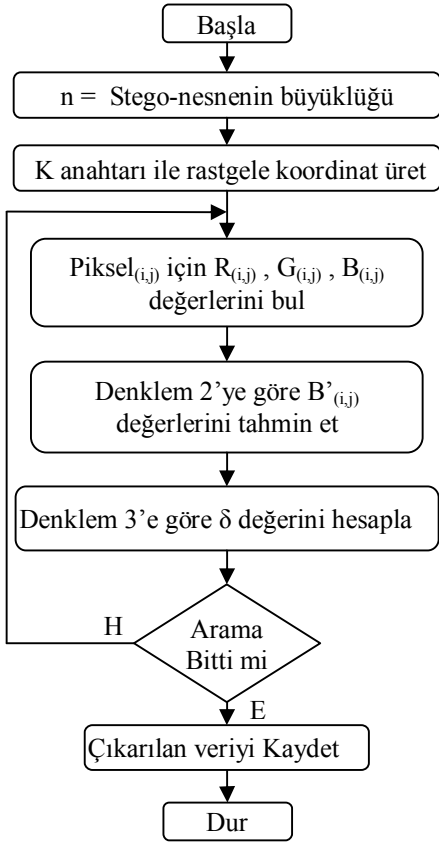 Başla
n = Stego-nesnenin büyüklüğü
K anahtarı ile rastgele koordinat üret
Piksel(i,j) için R(i,j) , G(i,j) , B(i,j)
değerlerini bul
Denklem 2’ye göre B’(i,j)
değerlerini tahmin et
Denklem 3’e göre δ değerini hesapla
H
Arama
Bitti mi
E
Çıkarılan veriyi Kaydet
Dur